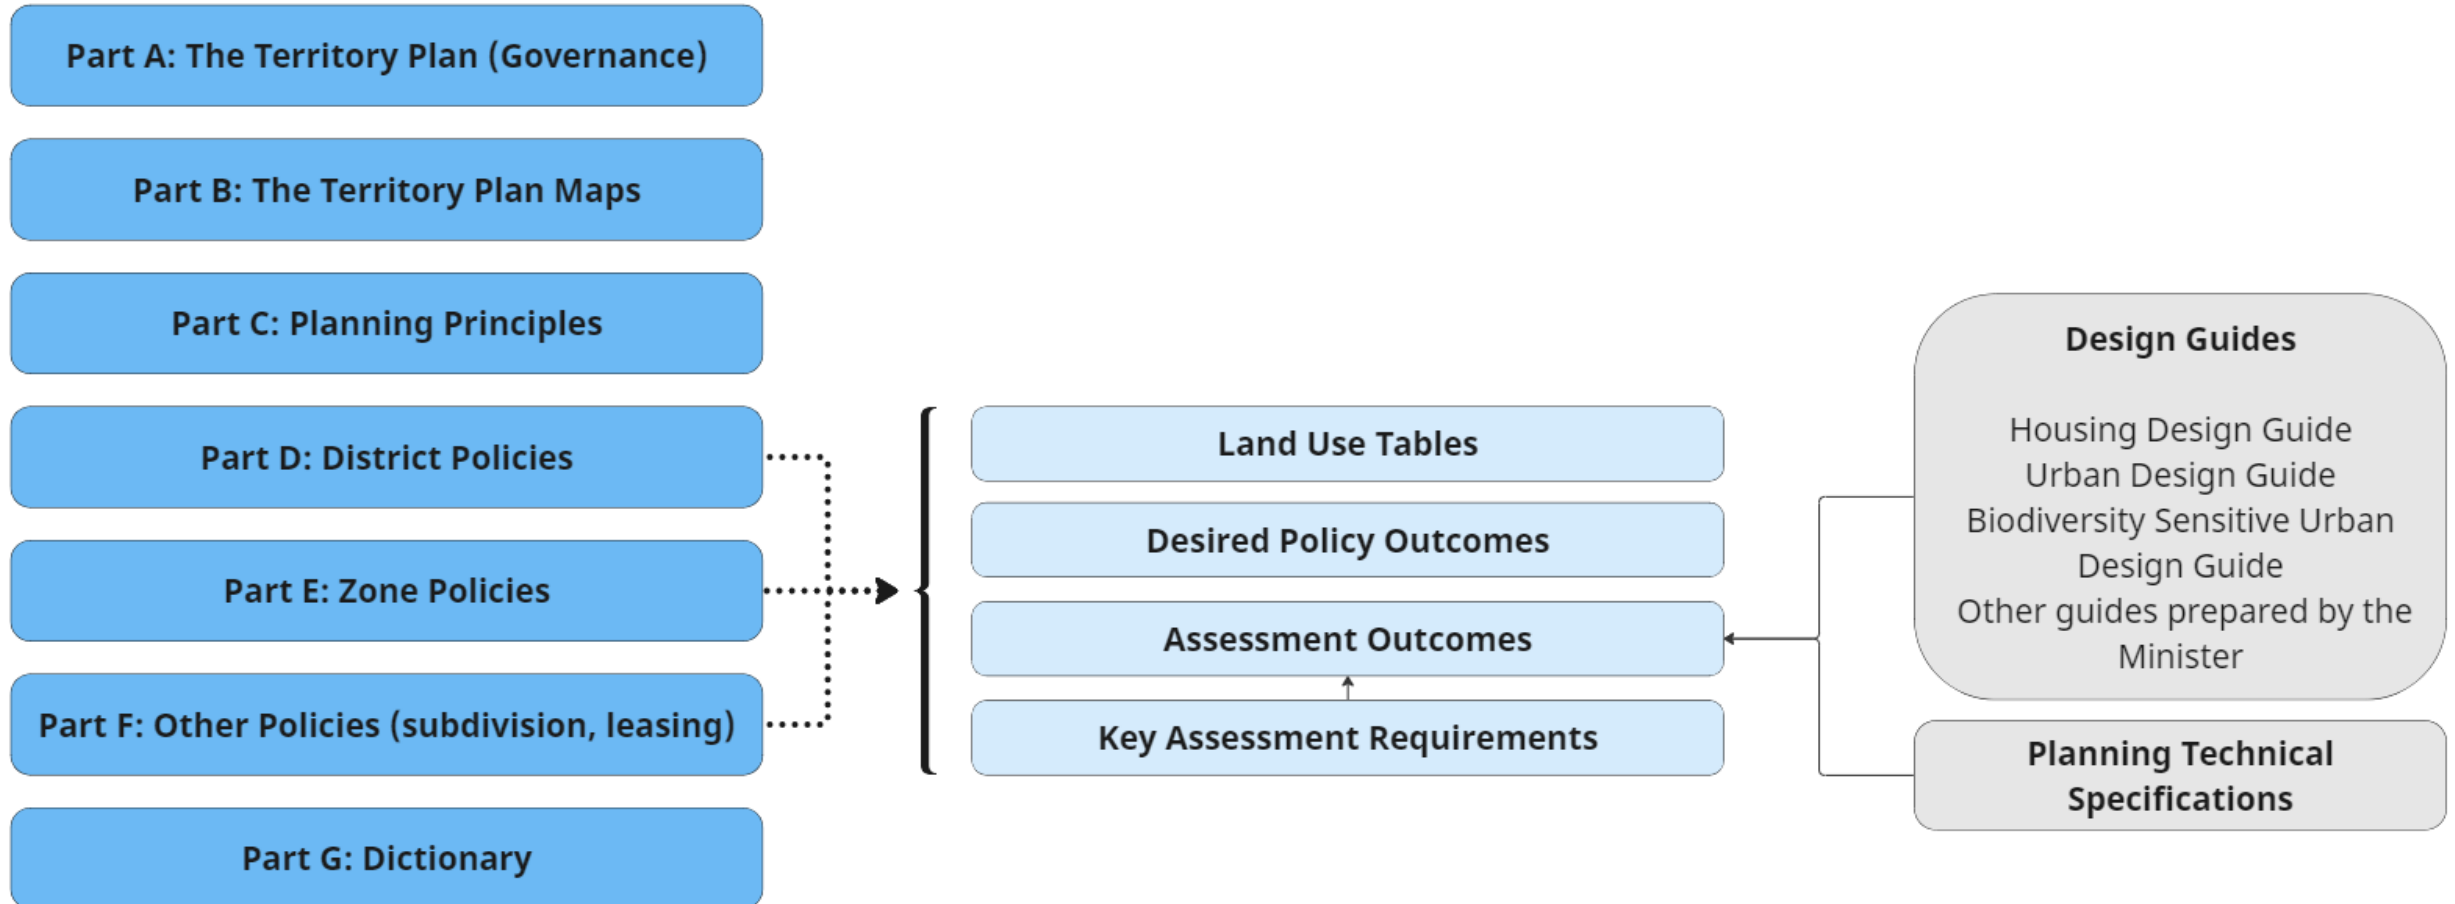 Part A: The Territory Plan (Governance)
Part B: The Territory Plan Maps
Part C: Planning Principles
Part D: District Policies
Part E: Zone Policies
Part F: Other Policies (subdivision, leasing)
Part G: Dictionary
Land Use Tables
Desired Policy Outcomes
Assessment Outcomes
Key Assessment Requirements
Design Guides
Housing Design Guide
Urban Design Guide
Biodiversity Sensitive Urban
Design Guide
Other guides prepared by the
Minister
Planning Technical
Specifications